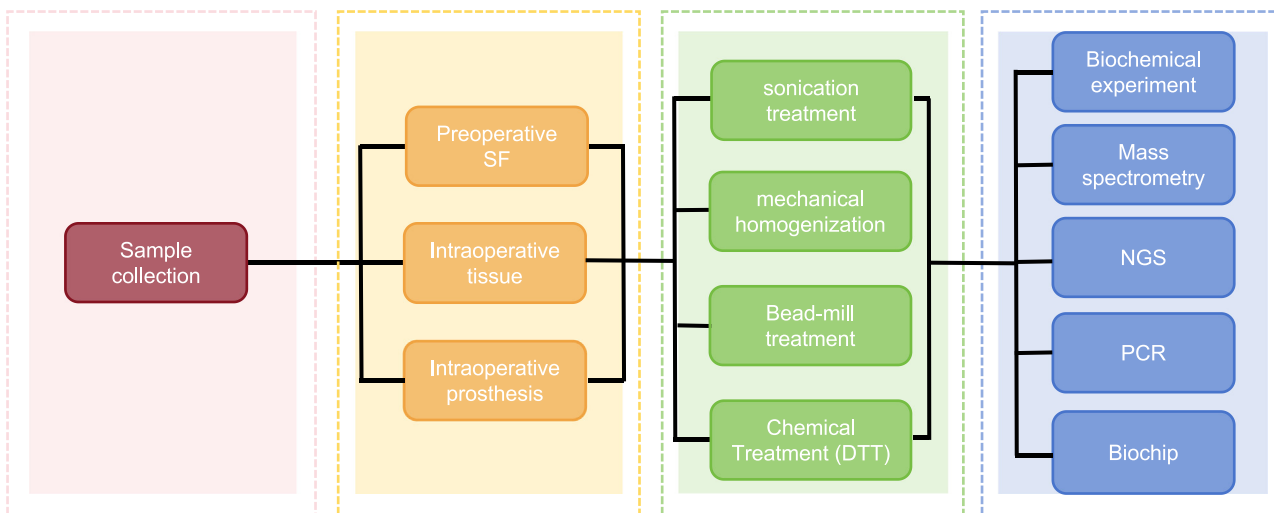 Sample
collection
Preoperative
SF
Intraoperative
tissue
Intraoperative
prosthesis
sonication
treatment
mechanical
homogenization
Bead-mill
treatment
Chemical
Treatment (DTT)
Biochemical
experiment
Mass
spectrometry
NGS
PCR
Biochip